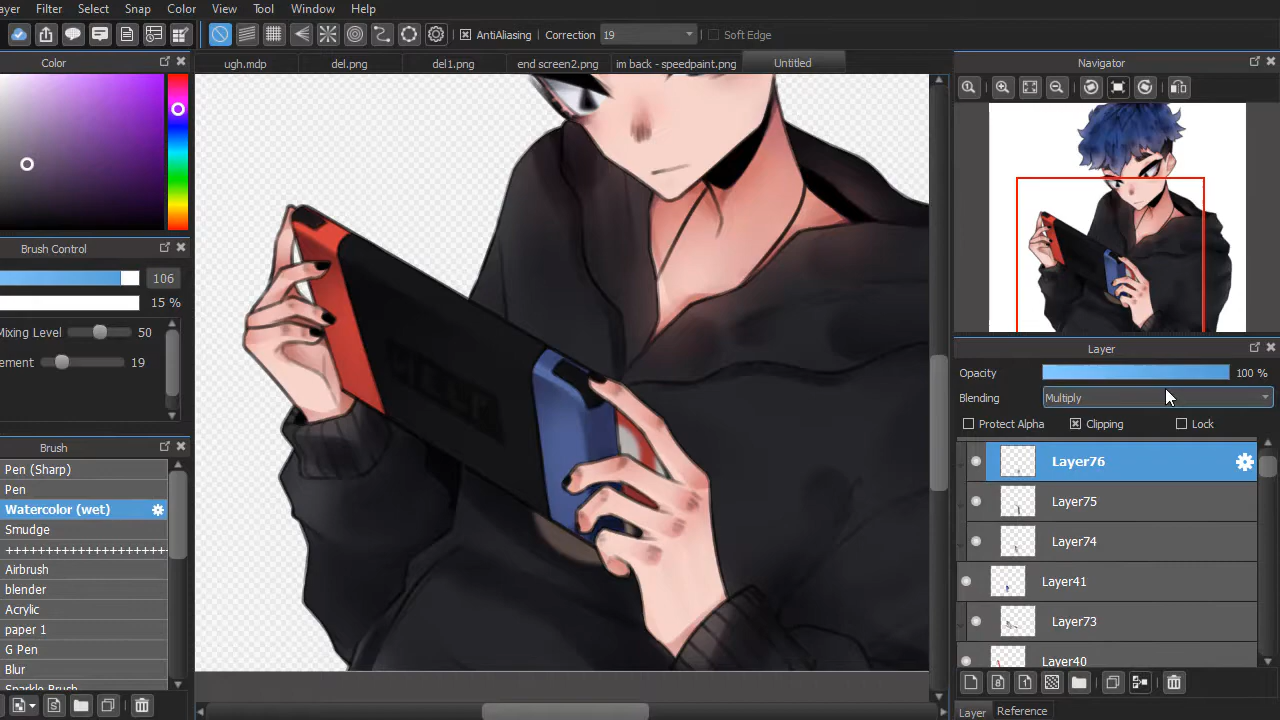 ayer Filter Select Snap Color View Tool Window Help
AntiAliasing Correction 19 Soft Edge
Color
ugh.mdp del.png del1.png end screen2.png im back - speedpaint.png Untitled
Navigator
Brush Control
106
15 %
Mixing Level 50
ement 19
Layer
Opacity 100 %
Blending Multiply
Protect Alpha Clipping Lock
Brush
Pen (Sharp)
Pen
Watercolor (wet)
Smudge
++++++++++++++++++++
Airbrush
blender
Acrylic
paper 1
G Pen
Blur
Sparkle Brush
Layer76
Layer75
Layer74
Layer41
Layer73
Layer40
Layer Reference